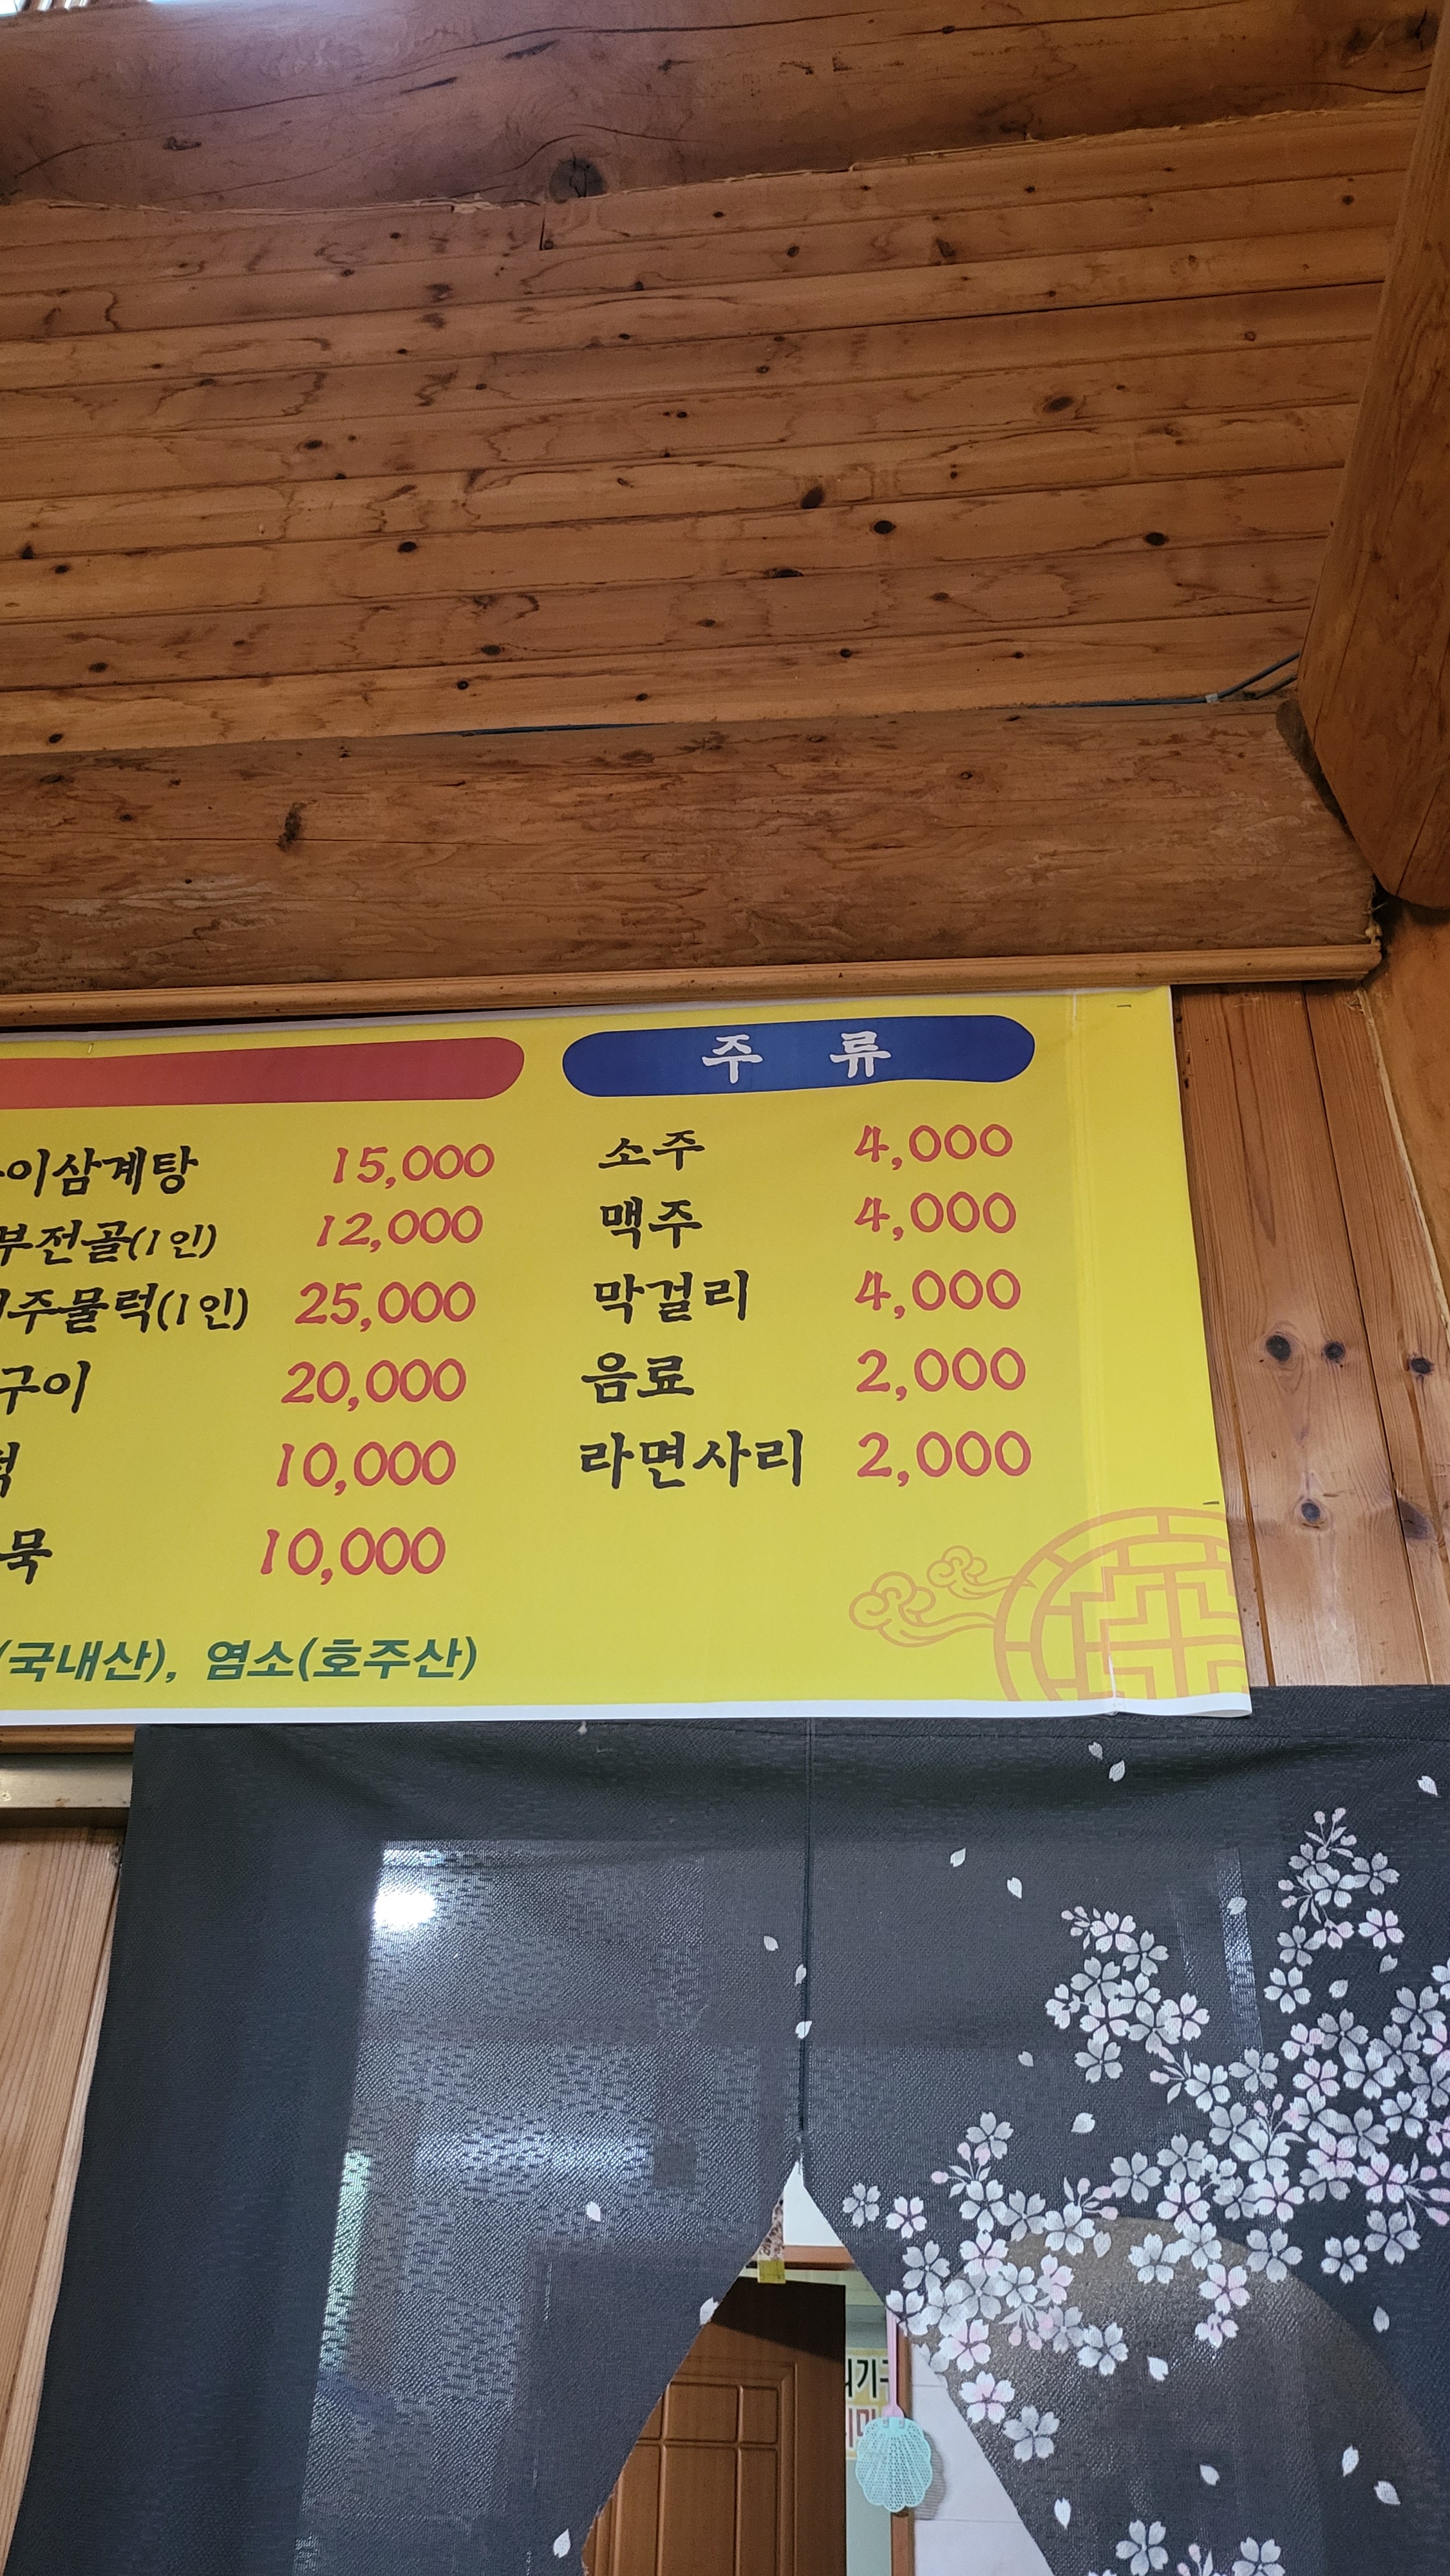 주 류
이삼계탕 15,000
부전골(1인) 12,000
주물럭(1인) 25,000
구이 20,000
10,000
묵 10,000
소주 4,000
맥주 4,000
막걸리 4,000
음료 2,000
라면사리 2,000
(국내산), 염소(호주산)